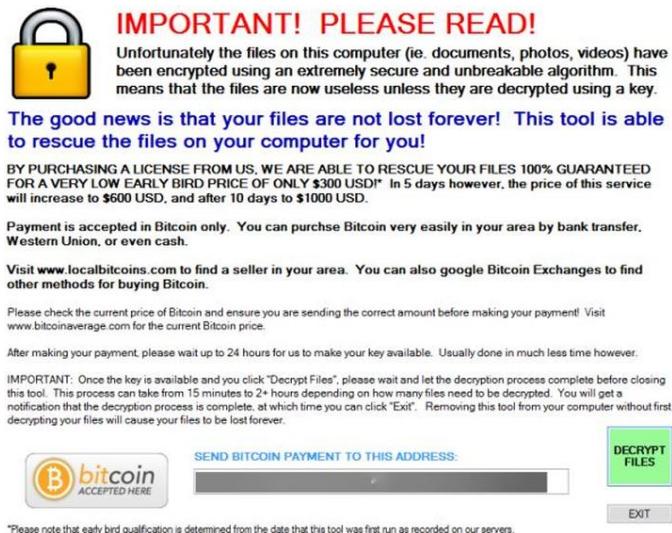 IMPORTANT! PLEASE READ!
Unfortunately the files on this computer (ie. documents, photos, videos) have
been encrypted using an extremely secure and unbreakable algorithm. This
means that the files are now useless unless they are decrypted using a key.
The good news is that your files are not lost forever! This tool is able
to rescue the files on your computer for you!
BY PURCHASING A LICENSE FROM US, WE ARE ABLE TO RESCUE YOUR FILES 100% GUARANTEED
FOR A VERY LOW EARLY BIRD PRICE OF ONLY $300 USD!* In 5 days however, the price of this service
will increase to $600 USD, and after 10 days to $1000 USD.
Payment is accepted in Bitcoin only. You can purchse Bitcoin very easily in your area by bank transfer,
Western Union, or even cash.
Visit www.localbitcoins.com to find a seller in your area. You can also google Bitcoin Exchanges to find
other methods for buying Bitcoin.
Please check the current price of Bitcoin and ensure you are sending the correct amount before making your payment! Visit
www.bitcoinaverage.com for the current Bitcoin price.
After making your payment, please wait up to 24 hours for us to make your key available. Usually done in much less time however.
IMPORTANT: Once the key is available and you click "Decrypt Files", please wait and let the decryption process complete before closing
this tool. This process can take from 15 minutes to 2+ hours depending on how many files need to be decrypted. You will get a
notification that the decryption process is complete, at which time you can click "Exit". Removing this tool from your computer without first
decrypting your files will cause your files to be lost forever.
bitcoin
ACCEPTED HERE
SEND BITCOIN PAYMENT TO THIS ADDRESS:
DECRYPT
FILES
EXIT
*Please note that early bird qualification is determined from the date that this tool was first run as recorded on our servers.